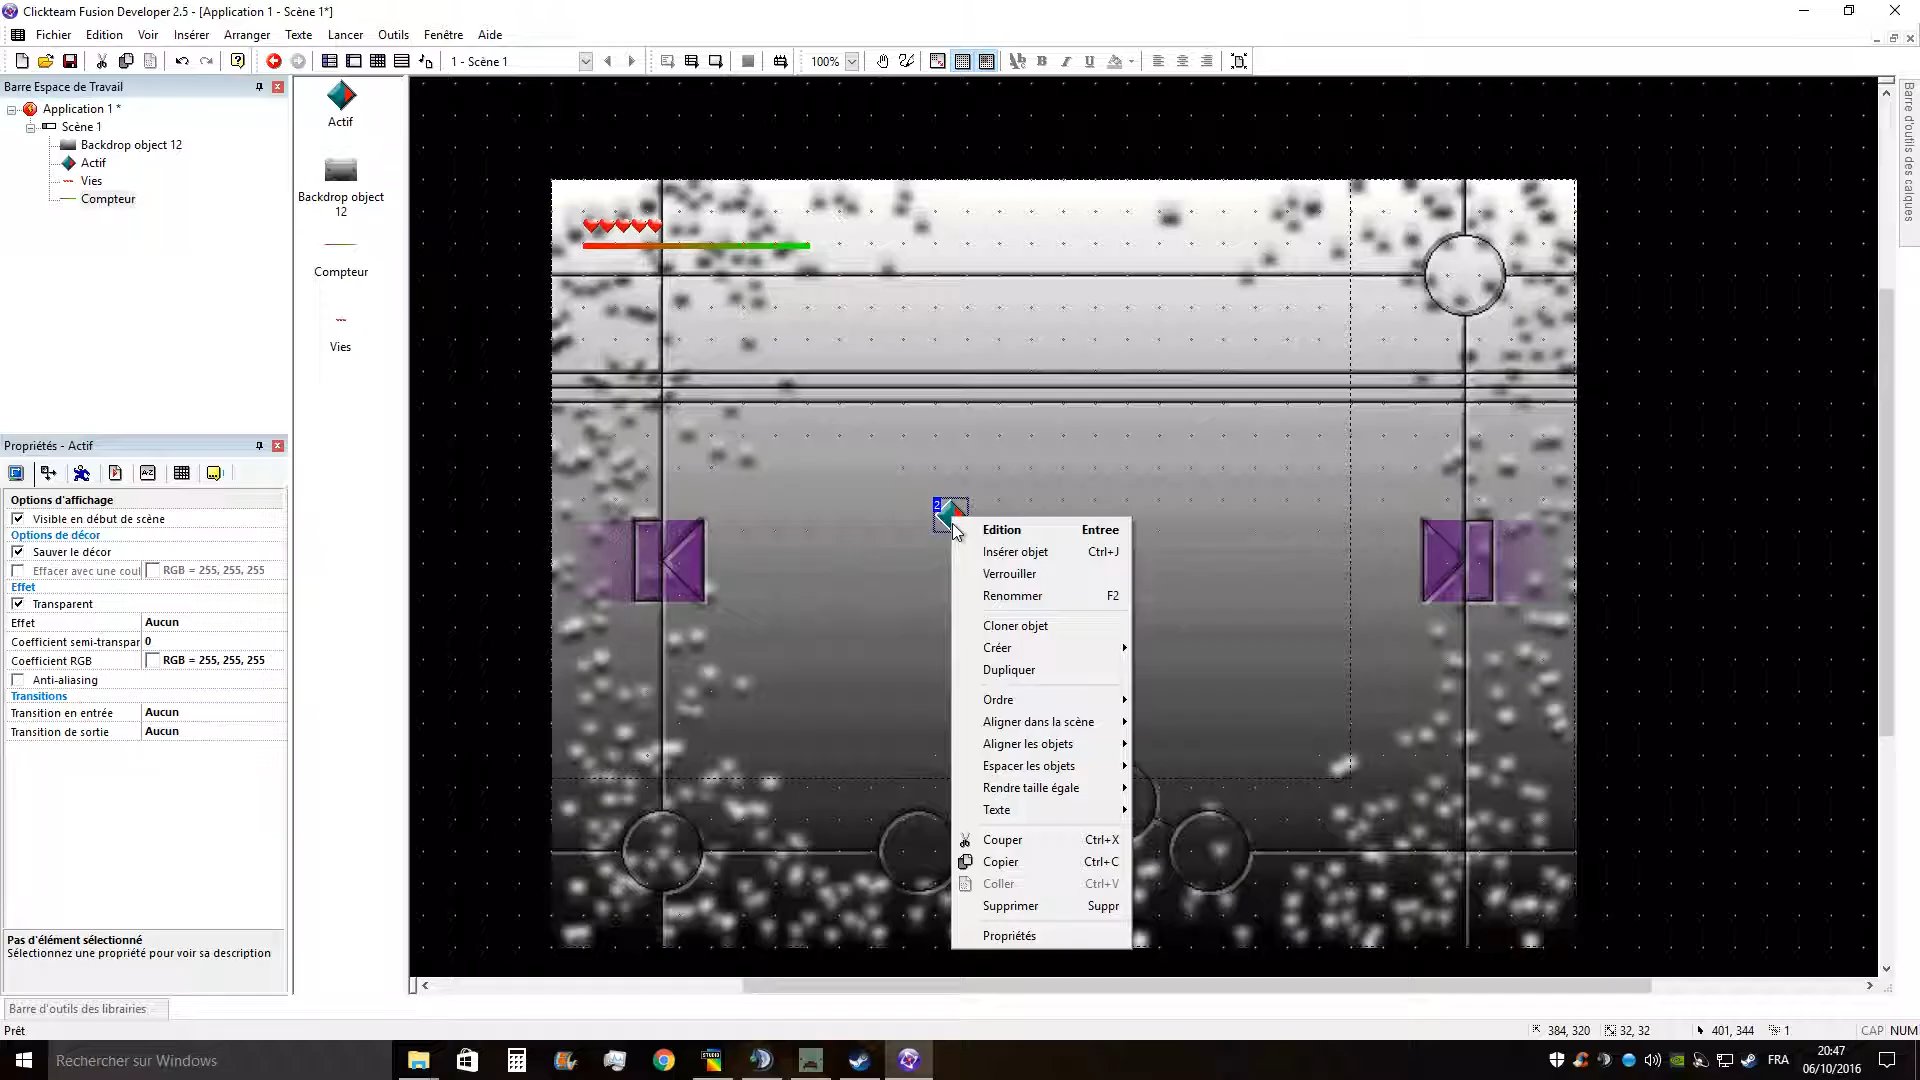 Clickteam Fusion Developer 2.5 - [Application 1 - Scène 1*]
Fichier Edition Voir Insérer Arranger Texte Lancer Outils Fenêtre Aide
1 - Scène 1
100%
Barre Espace de Travail
Application 1 *
Scène 1
Backdrop object 12
Actif
Vies
Compteur
Actif
Backdrop object
12
Compteur
Vies
Propriétés - Actif
Options d'affichage
Visible en début de scène
Options de décor
Sauver le décor
Effacer avec une coul RGB = 255, 255, 255
Effet
Transparent
Effet Aucun
Coefficient semi-transpar 0
Coefficient RGB RGB = 255, 255, 255
Anti-aliasing
Transitions
Transition en entrée Aucun
Transition de sortie Aucun
Pas d'élément sélectionné
Sélectionnez une propriété pour voir sa description
2
Edition Entree
Insérer objet Ctrl+J
Verrouiller
Renommer F2
Cloner objet
Créer
Dupliquer
Ordre
Aligner dans la scène
Aligner les objets
Espacer les objets
Rendre taille égale
Texte
Couper Ctrl+X
Copier Ctrl+C
Coller Ctrl+V
Supprimer Suppr
Propriétés
Barre d'outils des calques
Barre d'outils des librairies
Prêt
384, 320 32, 32 401, 344 1 CAP NUM
Rechercher sur Windows
STUDIO
FRA
20:47
06/10/2016